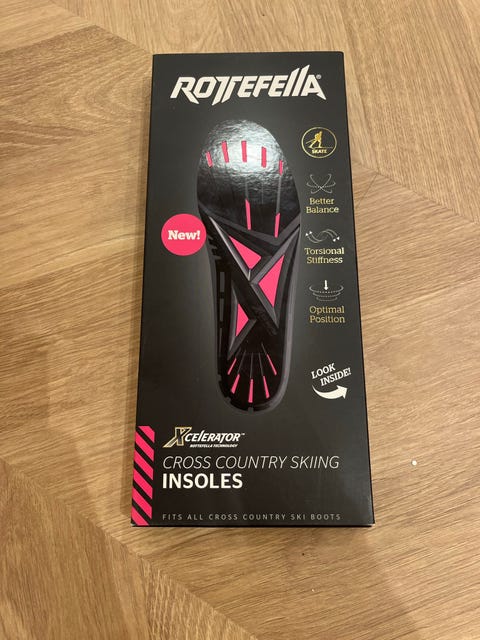 ROTTEFELLA®
SKATE
Better
Balance
New!
Torsional
Stiffness
Optimal
Position
LOOK
INSIDE!
XCELERATOR™
ROTTEFELLA TECHNOLOGY
CROSS COUNTRY SKIING
INSOLES
FITS ALL CROSS COUNTRY SKI BOOTS